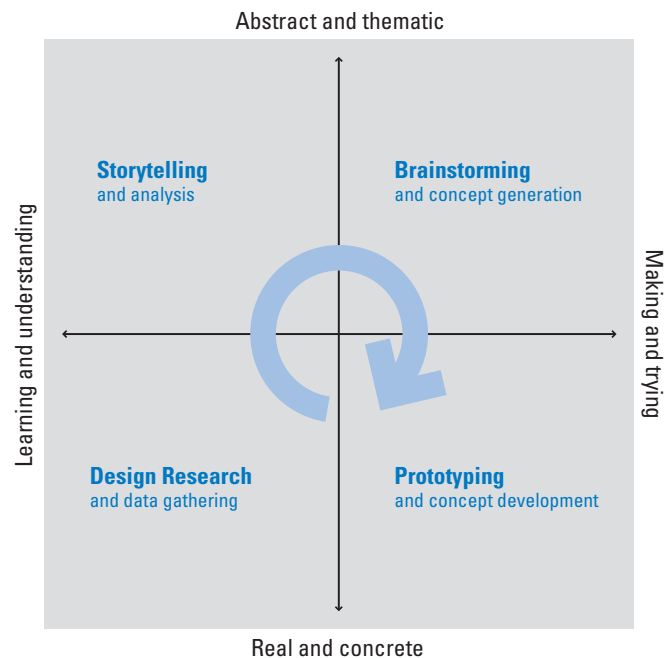 Abstract and thematic
Storytelling
and analysis
Brainstorming
and concept generation
Learning and understanding
Making and trying
Design Research
and data gathering
Prototyping
and concept development
Real and concrete